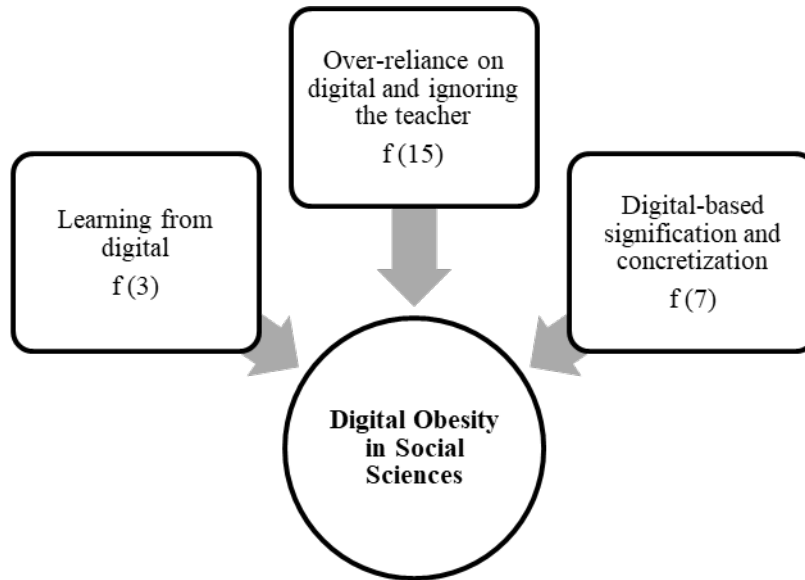 Over-reliance on
digital and ignoring
the teacher
f (15)
Learning from
digital
f (3)
Digital-based
signification and
concretization
f (7)
Digital Obesity
in Social
Sciences